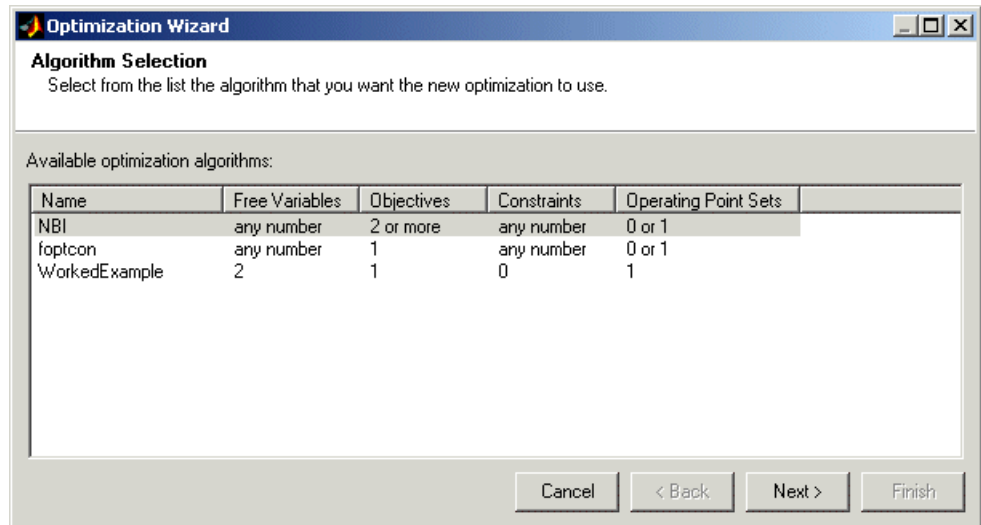 Optimization Wizard
Algorithm Selection
Select from the list the algorithm that you want the new optimization to use.
Available optimization algorithms:
Name Free Variables Objectives Constraints Operating Point Sets
NBI any number 2 or more any number 0 or 1
foptcon any number 1 any number 0 or 1
WorkedExample 2 1 0 1
Cancel < Back Next > Finish